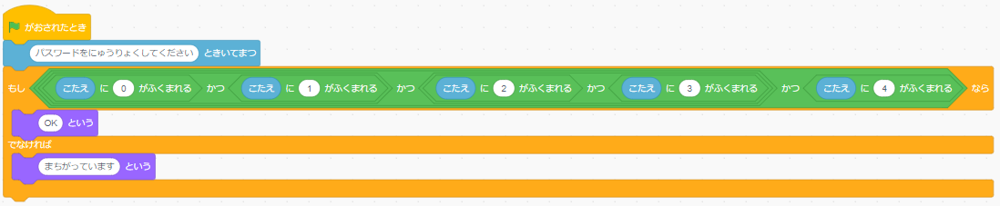 がおされたとき
パスワードをにゅうりょくしてください ときいてまつ
もし こたえ に 0 がふくまれる かつ こたえ に 1 がふくまれる かつ こたえ に 2 がふくまれる かつ こたえ に 3 がふくまれる かつ こたえ に 4 がふくまれる なら
OK という
でなければ
まちがっています という